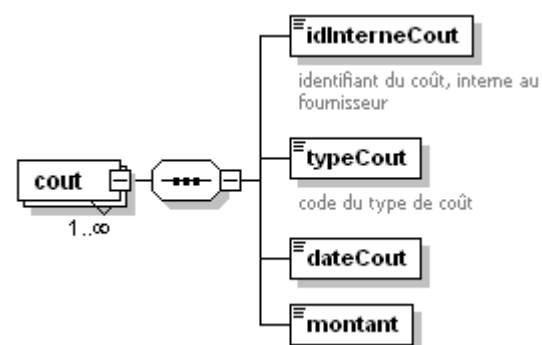 idInterneCout
identifiant du coût, interne au
fournisseur
typeCout
code du type de coût
cout
1..∞
dateCout
montant